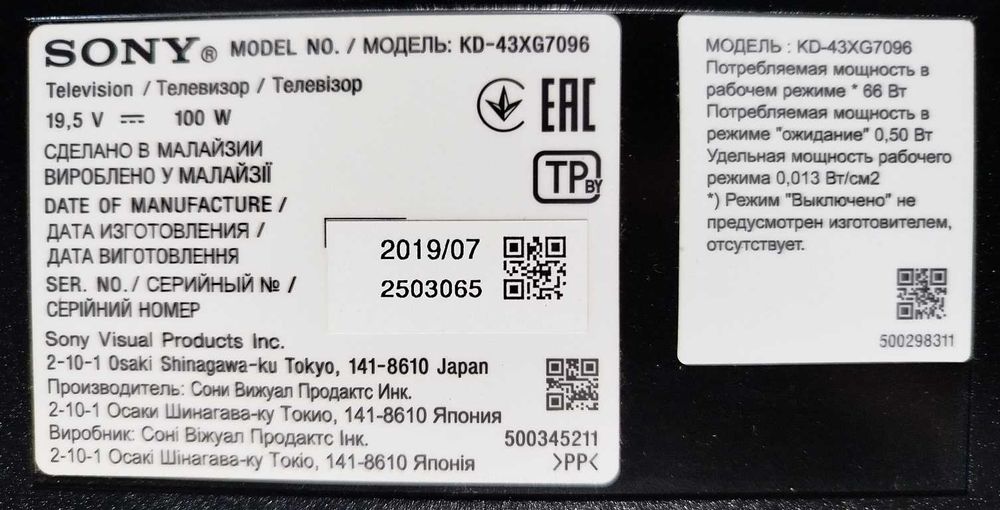 SONY® MODEL NO. / МОДЕЛЬ: KD-43XG7096
Television / Телевизор / Телевізор
19,5 V ⎓ 100 W
EAC
СДЕЛАНО В МАЛАЙЗИИ
ВИРОБЛЕНО У МАЛАЙЗІЇ
TP BY
DATE OF MANUFACTURE /
ДАТА ИЗГОТОВЛЕНИЯ /
ДАТА ВИГОТОВЛЕННЯ
2019/07
SER. NO. / СЕРИЙНЫЙ № /
СЕРІЙНИЙ НОМЕР
2503065
Sony Visual Products Inc.
2-10-1 Osaki Shinagawa-ku Tokyo, 141-8610 Japan
Производитель: Сони Вижуал Продактс Инк.
2-10-1 Осаки Шинагава-ку Токио, 141-8610 Япония
Виробник: Соні Віжуал Продактс Інк.
2-10-1 Осакі Шінагава-ку Токіо, 141-8610 Японія
500345211
>PP<
МОДЕЛЬ : KD-43XG7096
Потребляемая мощность в
рабочем режиме * 66 Вт
Потребляемая мощность в
режиме "ожидание" 0,50 Вт
Удельная мощность рабочего
режима 0,013 Вт/см2
*) Режим "Выключено" не
предусмотрен изготовителем,
отсутствует.
500298311